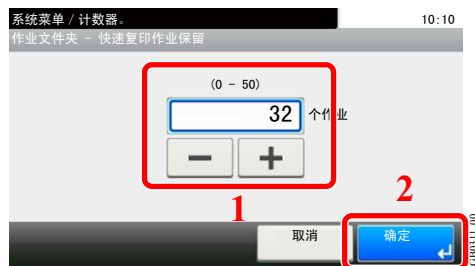 系统菜单 / 计数器。 10:10
作业文件夹 - 快速复印作业保留
(0 - 50)
32 个作业
1
2
取消 确定